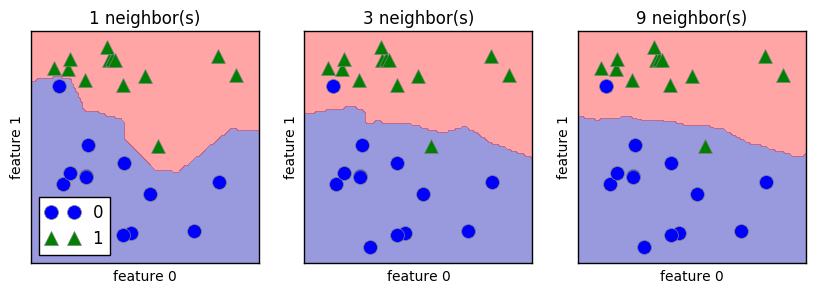 1 neighbor(s)
3 neighbor(s)
9 neighbor(s)
feature 1
feature 1
feature 1
0
1
feature 0
feature 0
feature 0